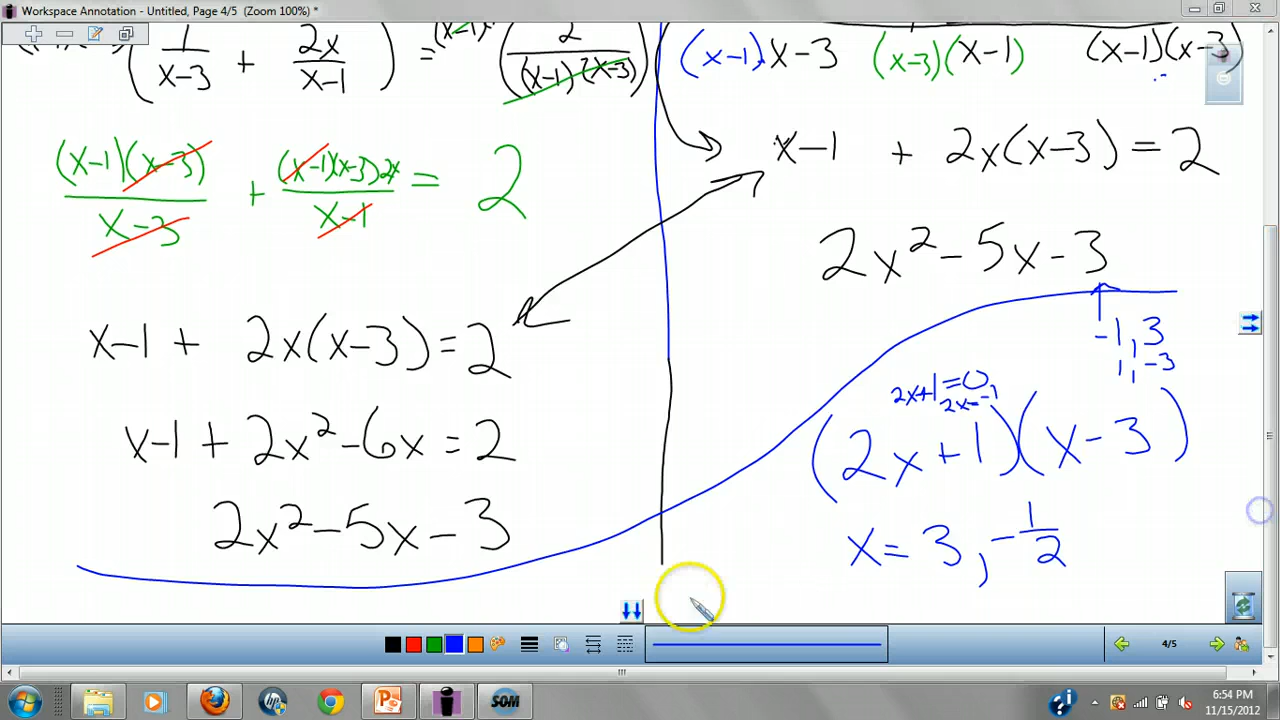 Workspace Annotation - Untitled, Page 4/5 (Zoom 100%) *
( 1/(x-3) + 2x/(x-1) ) = ( 2/((x-1)(x-3)) )
(x-1)(x-3)/(x-3) + (x-1)(x-3)2x/(x-1) = 2
x-1 + 2x(x-3) = 2
x-1 + 2x² - 6x = 2
2x² - 5x - 3
(x-1) x-3 (x-3)(x-1) (x-1)(x-3)
x-1 + 2x(x-3) = 2
2x² - 5x - 3
-1, 3
1, -3
2x+1=0
2x=-1
(2x+1)(x-3)
x = 3, -1/2
4/5
SOM
6:54 PM
11/15/2012